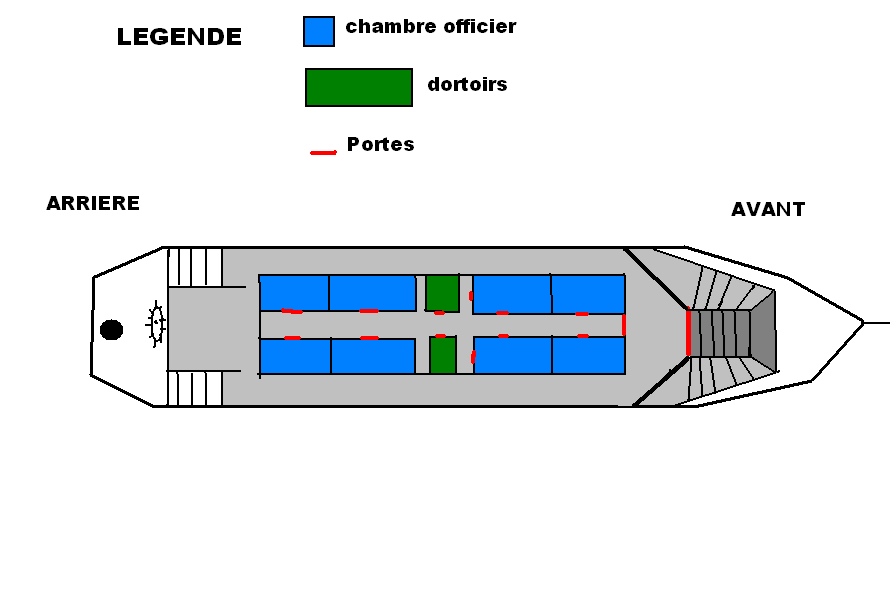 LEGENDE
chambre officier
dortoirs
Portes
ARRIERE
AVANT